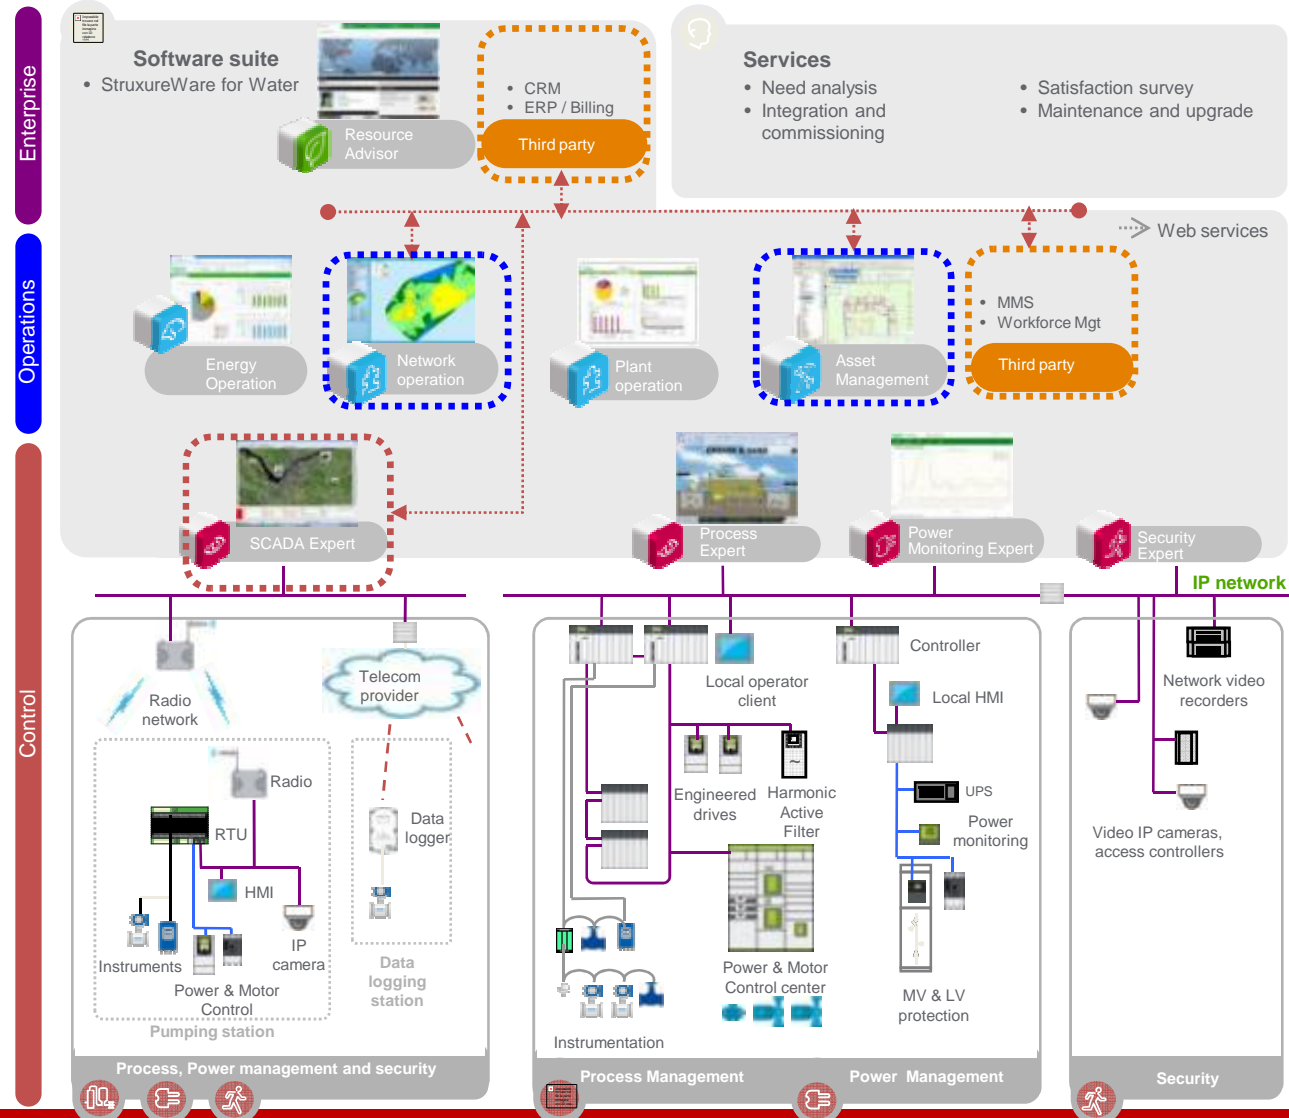 Enterprise
Software suite
• StruxureWare for Water
Resource
Advisor
• CRM
• ERP / Billing
Third party
Services
• Need analysis
• Integration and
commissioning
• Satisfaction survey
• Maintenance and upgrade
Web services
Operations
Energy
Operation
Network
operation
Plant
operation
Asset
Management
• MMS
• Workforce Mgt
Third party
Control
SCADA Expert
Process
Expert
Power
Monitoring Expert
Security
Expert
IP network
Radio
network
Telecom
provider
Radio
RTU
HMI
Instruments
IP
camera
Power & Motor
Control
Pumping station
Data
logger
Data
logging
station
Process, Power management and security
Local operator
client
Controller
Local HMI
Engineered
drives
Harmonic
Active
Filter
UPS
Power
monitoring
Power & Motor
Control center
MV & LV
protection
Instrumentation
Process Management
Power Management
Network video
recorders
Video IP cameras,
access controllers
Security